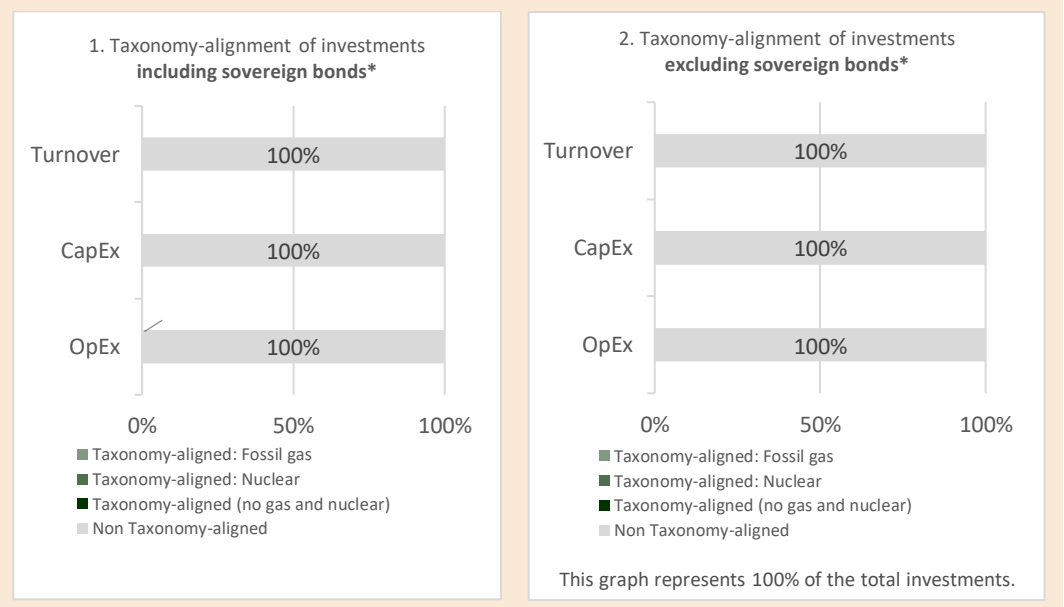 1. Taxonomy-alignment of investments
including sovereign bonds*
Turnover
100%
CapEx
100%
OpEx
100%
0% 50% 100%
Taxonomy-aligned: Fossil gas
Taxonomy-aligned: Nuclear
Taxonomy-aligned (no gas and nuclear)
Non Taxonomy-aligned
2. Taxonomy-alignment of investments
excluding sovereign bonds*
Turnover
100%
CapEx
100%
OpEx
100%
0% 50% 100%
Taxonomy-aligned: Fossil gas
Taxonomy-aligned: Nuclear
Taxonomy-aligned (no gas and nuclear)
Non Taxonomy-aligned
This graph represents 100% of the total investments.